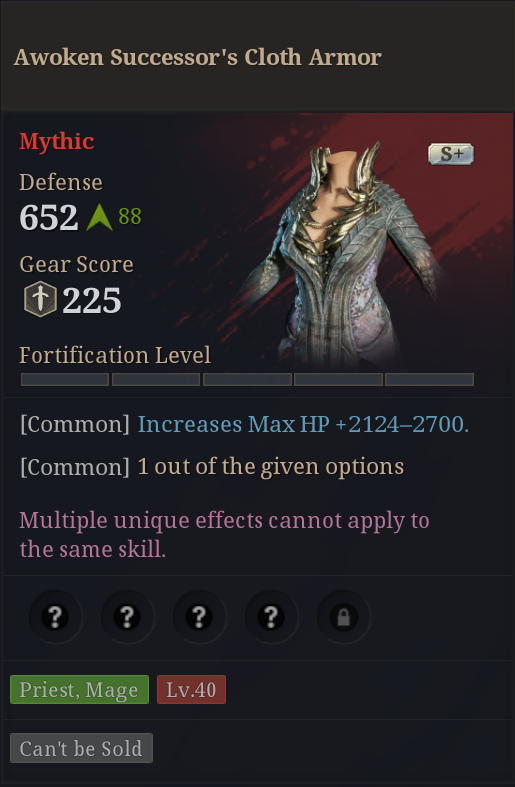 Awoken Successor's Cloth Armor
Mythic
S+
Defense
652 88
Gear Score
225
Fortification Level
[Common] Increases Max HP +2124–2700.
[Common] 1 out of the given options
Multiple unique effects cannot apply to
the same skill.
? ? ? ?
Priest, Mage Lv.40
Can't be Sold